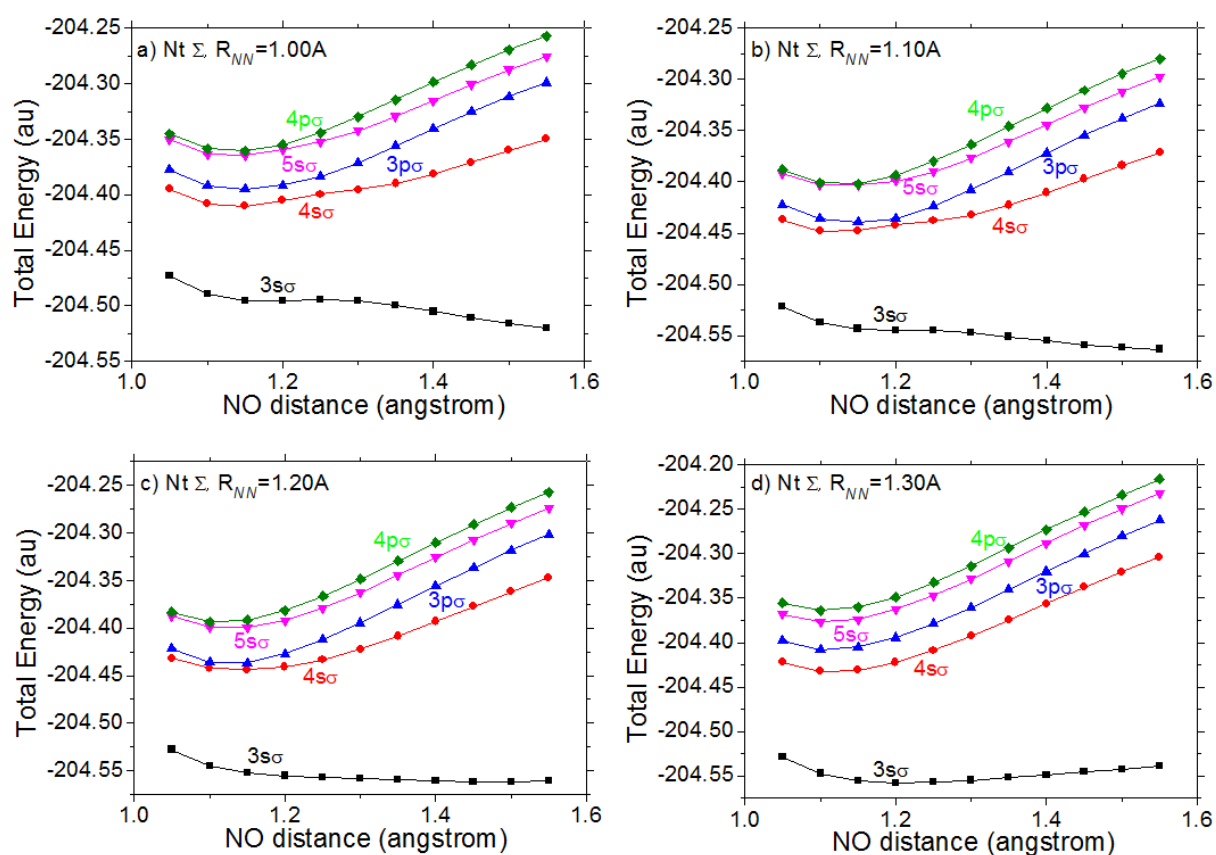 a) Nt Σ, R_NN=1.00A
-204.25
-204.30
-204.35
-204.40
-204.45
-204.50
-204.55
Total Energy (au)
4pσ
5sσ
3pσ
4sσ
3sσ
1.0
1.2
1.4
1.6
NO distance (angstrom)
b) Nt Σ, R_NN=1.10A
-204.25
-204.30
-204.35
-204.40
-204.45
-204.50
-204.55
Total Energy (au)
4pσ
3pσ
5sσ
4sσ
3sσ
1.0
1.2
1.4
1.6
NO distance (angstrom)
c) Nt Σ, R_NN=1.20A
-204.25
-204.30
-204.35
-204.40
-204.45
-204.50
-204.55
Total Energy (au)
4pσ
3pσ
5sσ
4sσ
3sσ
1.0
1.2
1.4
1.6
NO distance (angstrom)
d) Nt Σ, R_NN=1.30A
-204.20
-204.25
-204.30
-204.35
-204.40
-204.45
-204.50
-204.55
Total Energy (au)
4pσ
3pσ
5sσ
4sσ
3sσ
1.0
1.2
1.4
1.6
NO distance (angstrom)